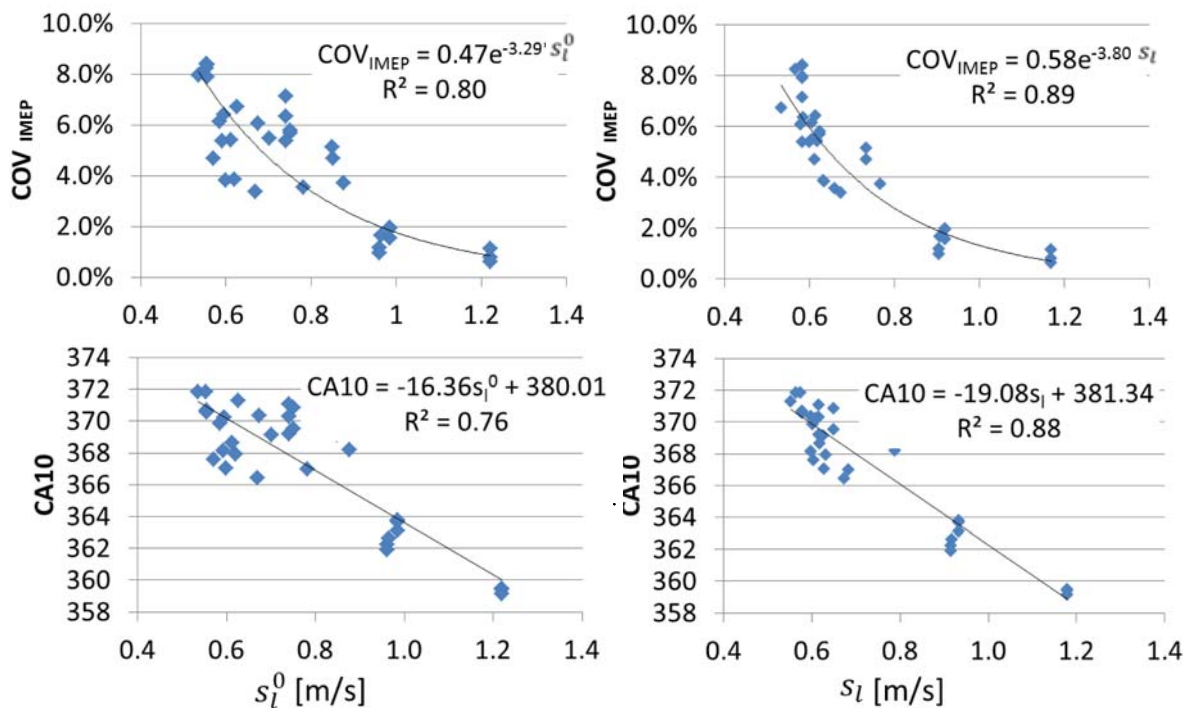 10.0%
8.0%
6.0%
4.0%
2.0%
0.0%
COV IMEP
COV_IMEP = 0.47e^-3.29' s_l^0
R² = 0.80
0.4 0.6 0.8 1 1.2 1.4
10.0%
8.0%
6.0%
4.0%
2.0%
0.0%
COV IMEP
COV_IMEP = 0.58e^-3.80 s_l
R² = 0.89
0.4 0.6 0.8 1.0 1.2 1.4
374
372
370
368
366
364
362
360
358
CA10
CA10 = -16.36s_l^0 + 380.01
R² = 0.76
0.4 0.6 0.8 1.0 1.2 1.4
s_l^0 [m/s]
374
372
370
368
366
364
362
360
358
CA10
CA10 = -19.08s_l + 381.34
R² = 0.88
0.4 0.6 0.8 1.0 1.2 1.4
s_l [m/s]